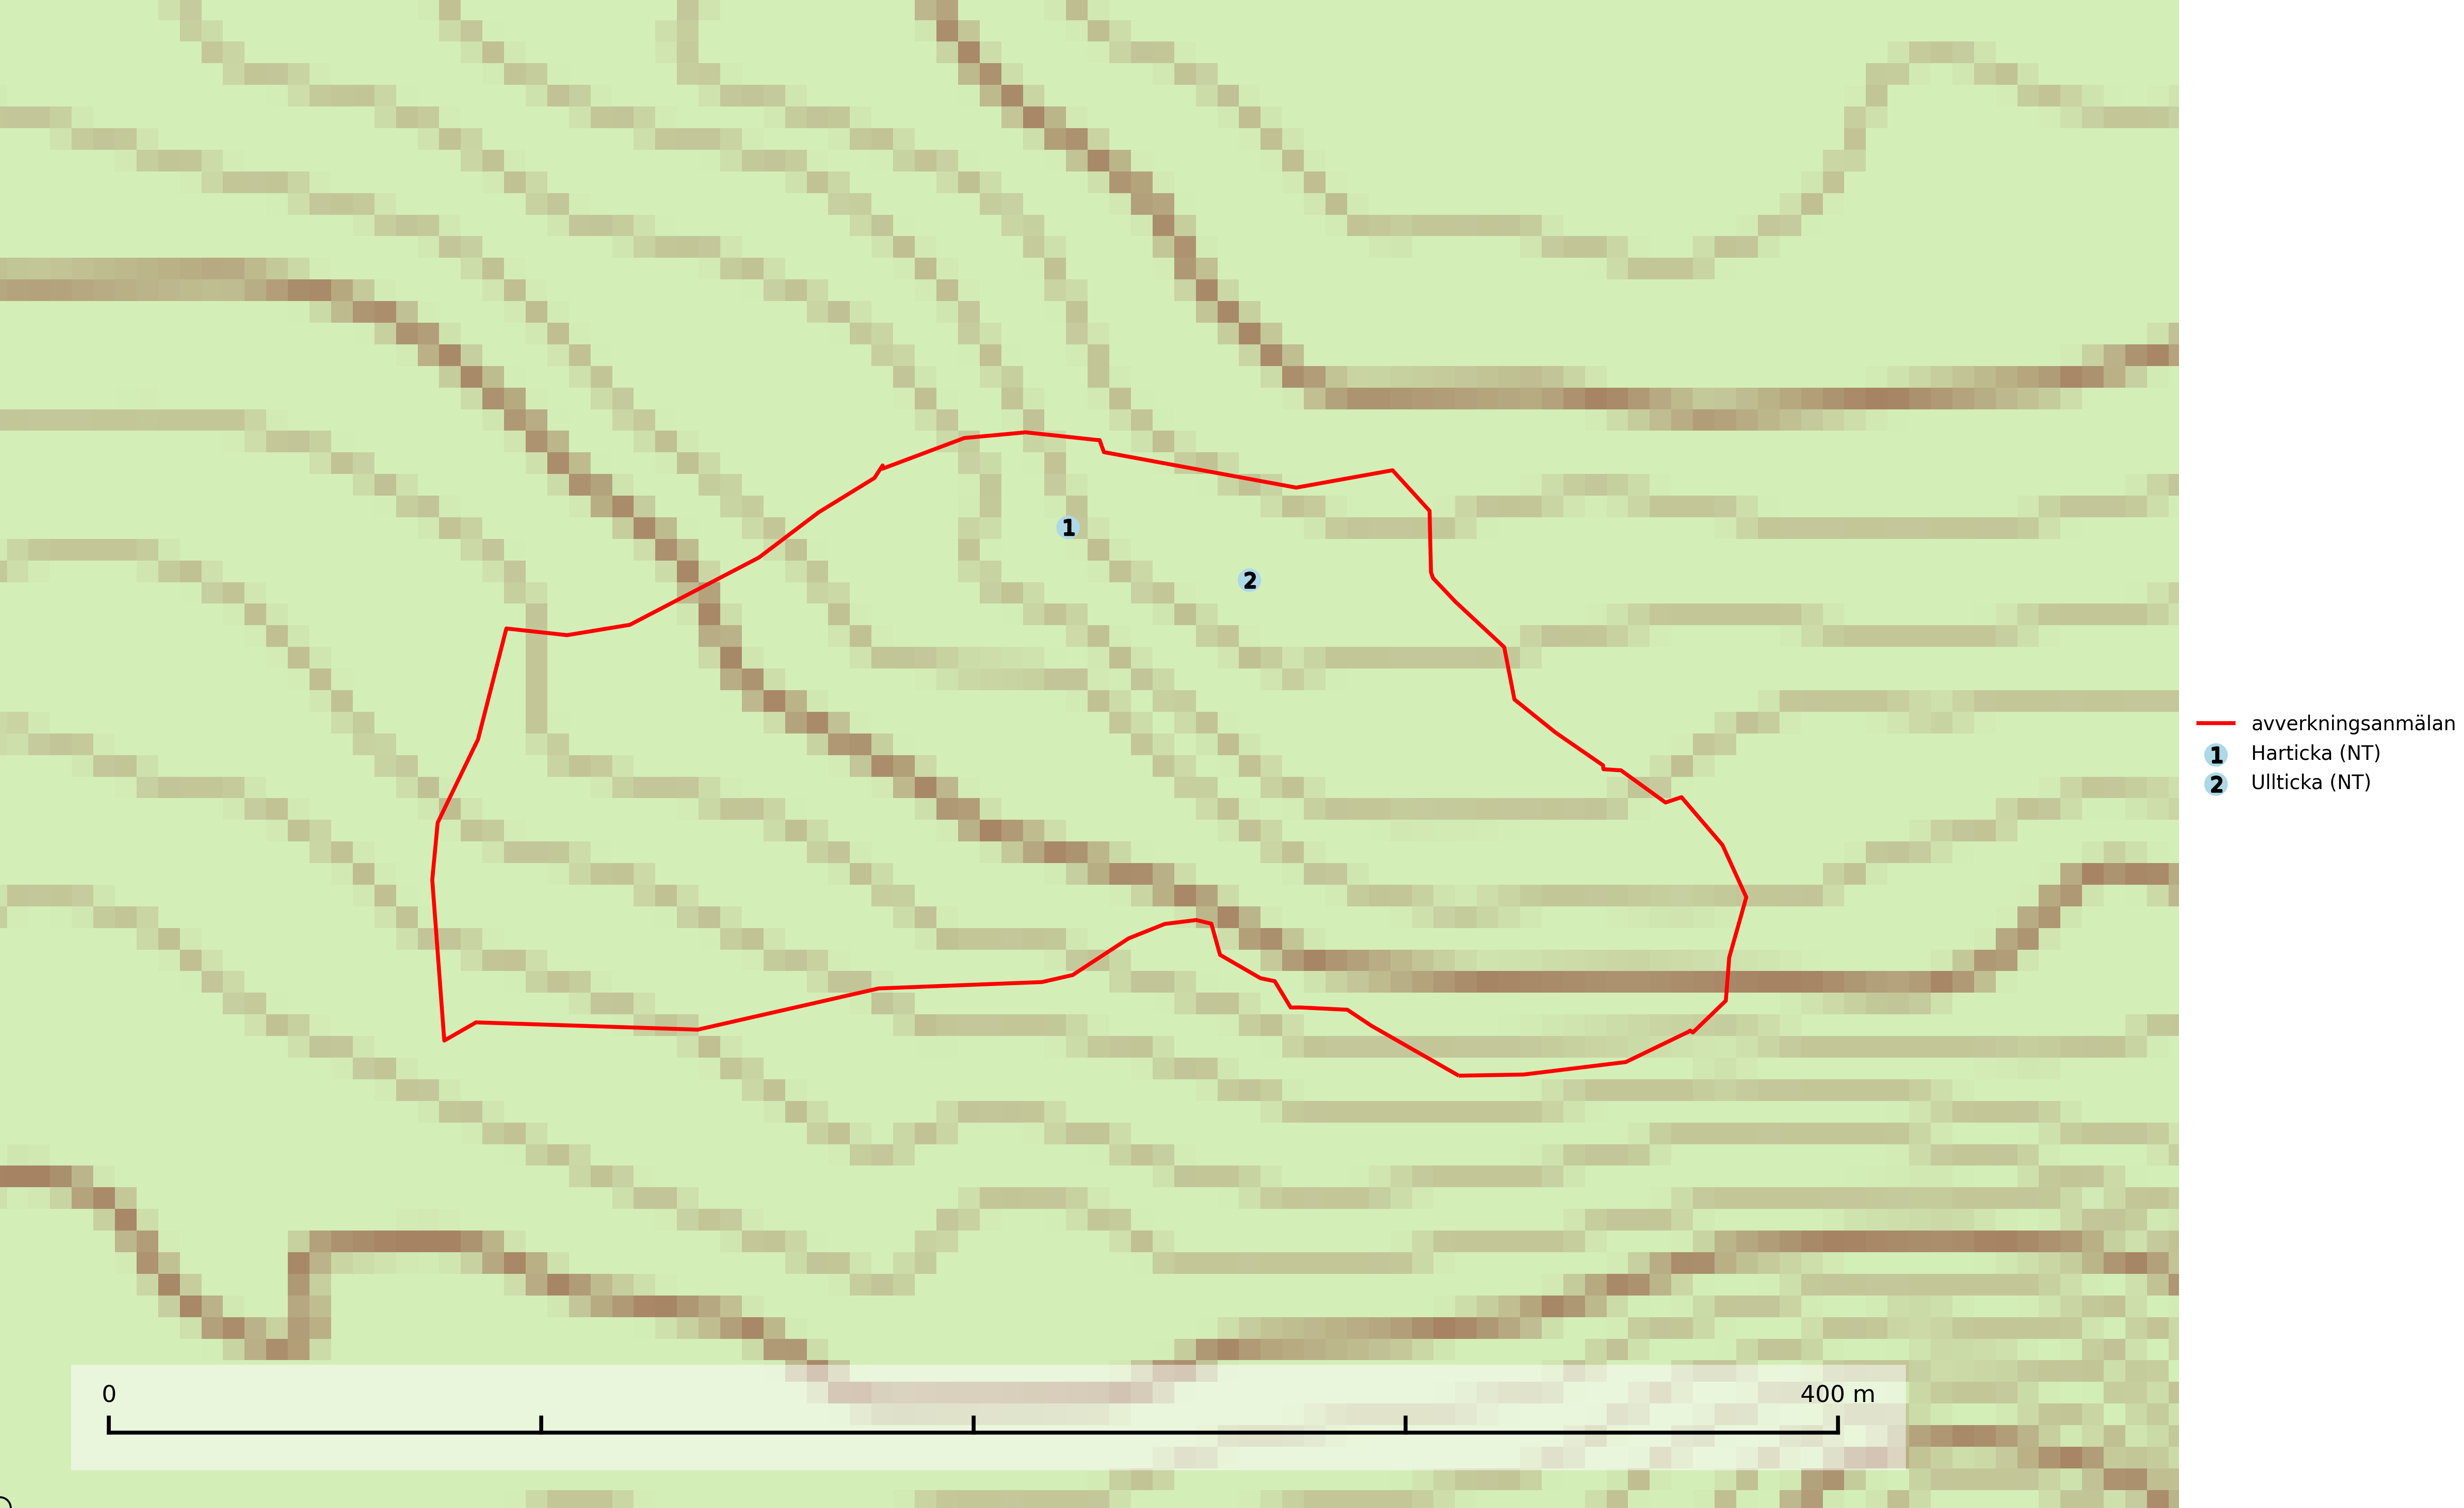 1
2
avverkningsanmälan
1 Harticka (NT)
2 Ullticka (NT)
0 400 m